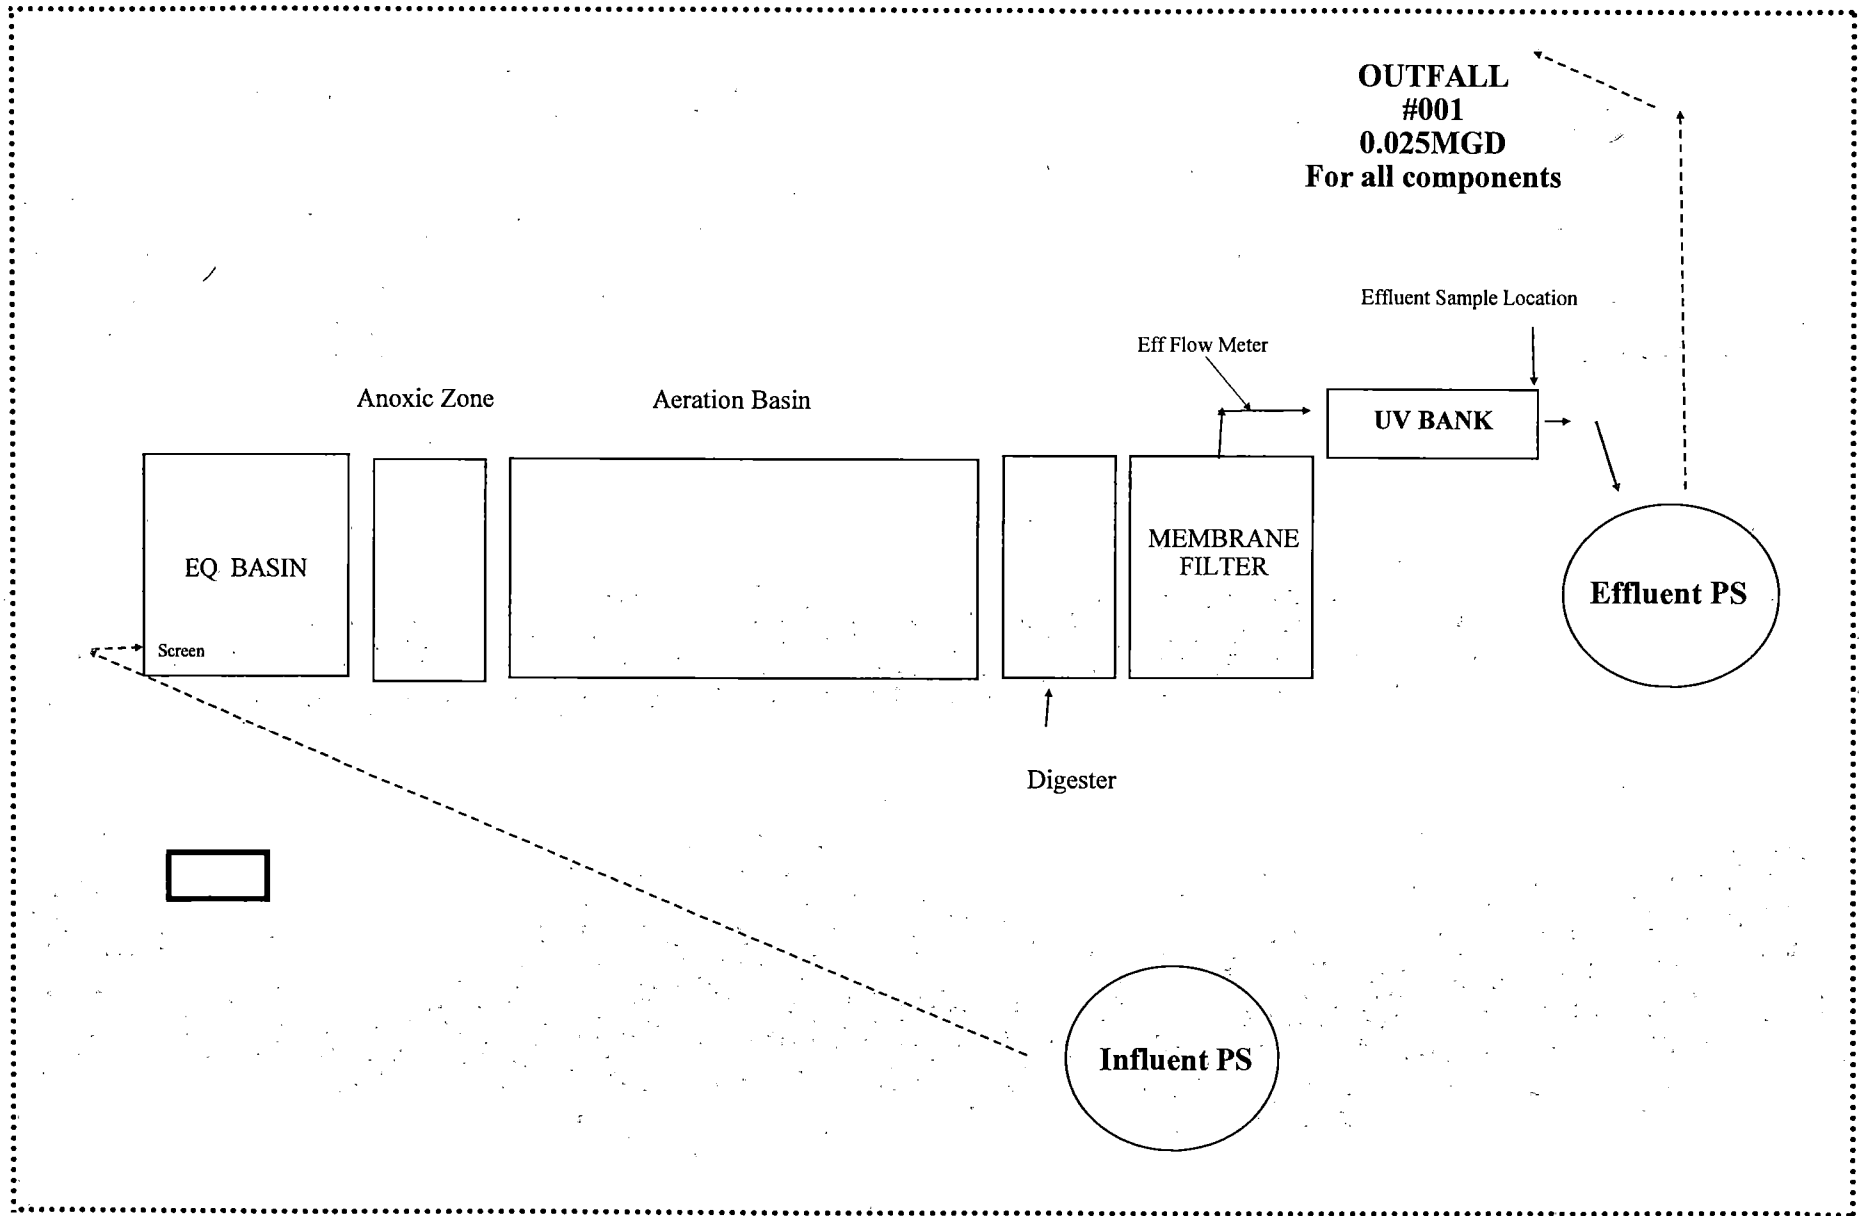 OUTFALL
#001
0.025MGD
For all components
Effluent Sample Location
Eff Flow Meter
Anoxic Zone
Aeration Basin
UV BANK
EQ BASIN
MEMBRANE
FILTER
Effluent PS
Screen
Digester
Influent PS